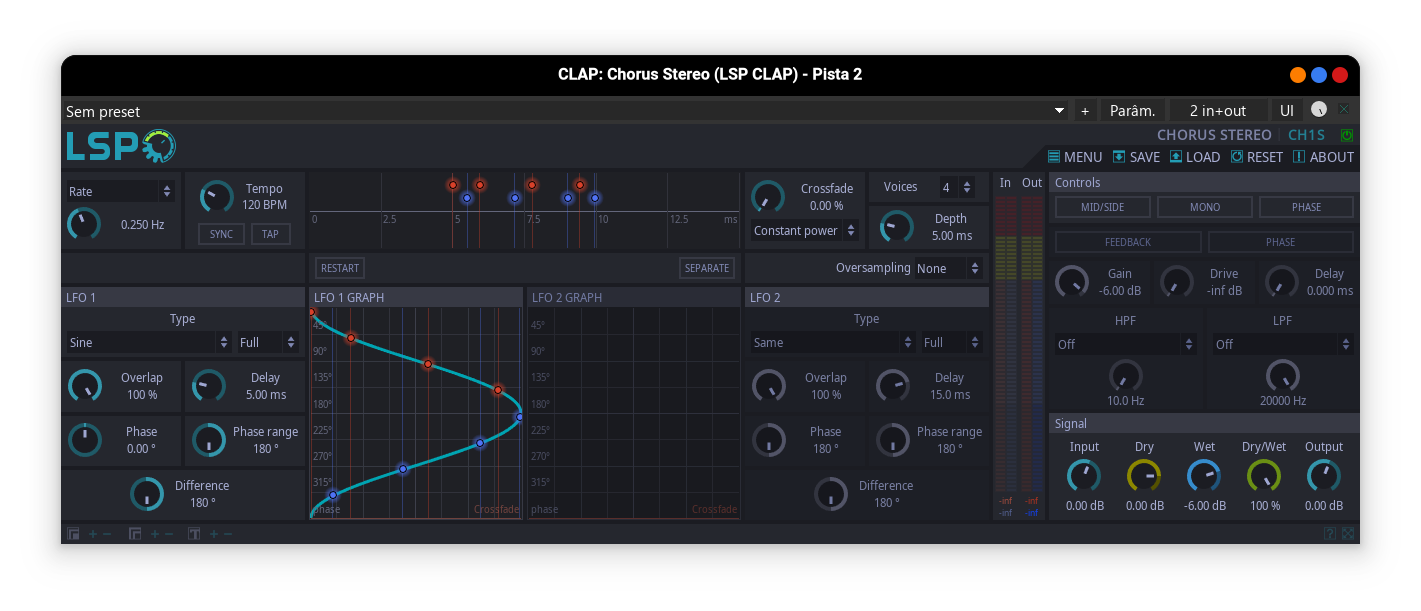 CLAP: Chorus Stereo (LSP CLAP) - Pista 2
Sem preset + Parâm. 2 in+out UI
LSP CHORUS STEREO CH1S
MENU SAVE LOAD RESET ABOUT
Rate
0.250 Hz
Tempo
120 BPM
SYNC TAP
0 2.5 5 7.5 10 12.5 ms
Crossfade
0.00 %
Constant power
Voices 4
Depth
5.00 ms
RESTART SEPARATE
Oversampling None
LFO 1
Type
Sine Full
Overlap
100 %
Delay
5.00 ms
Phase
0.00 °
Phase range
180 °
Difference
180 °
LFO 1 GRAPH
45°
90°
135°
180°
225°
270°
315°
phase Crossfade
LFO 2 GRAPH
45°
90°
135°
180°
225°
270°
315°
phase Crossfade
LFO 2
Type
Same Full
Overlap
100 %
Delay
15.0 ms
Phase
180 °
Phase range
180 °
Difference
180 °
In Out
-inf -inf
-inf -inf
Controls
MID/SIDE MONO PHASE
FEEDBACK PHASE
Gain
-6.00 dB
Drive
-inf dB
Delay
0.000 ms
HPF LPF
Off Off
10.0 Hz 20000 Hz
Signal
Input Dry Wet Dry/Wet Output
0.00 dB 0.00 dB -6.00 dB 100 % 0.00 dB
+ − + − T + − ?